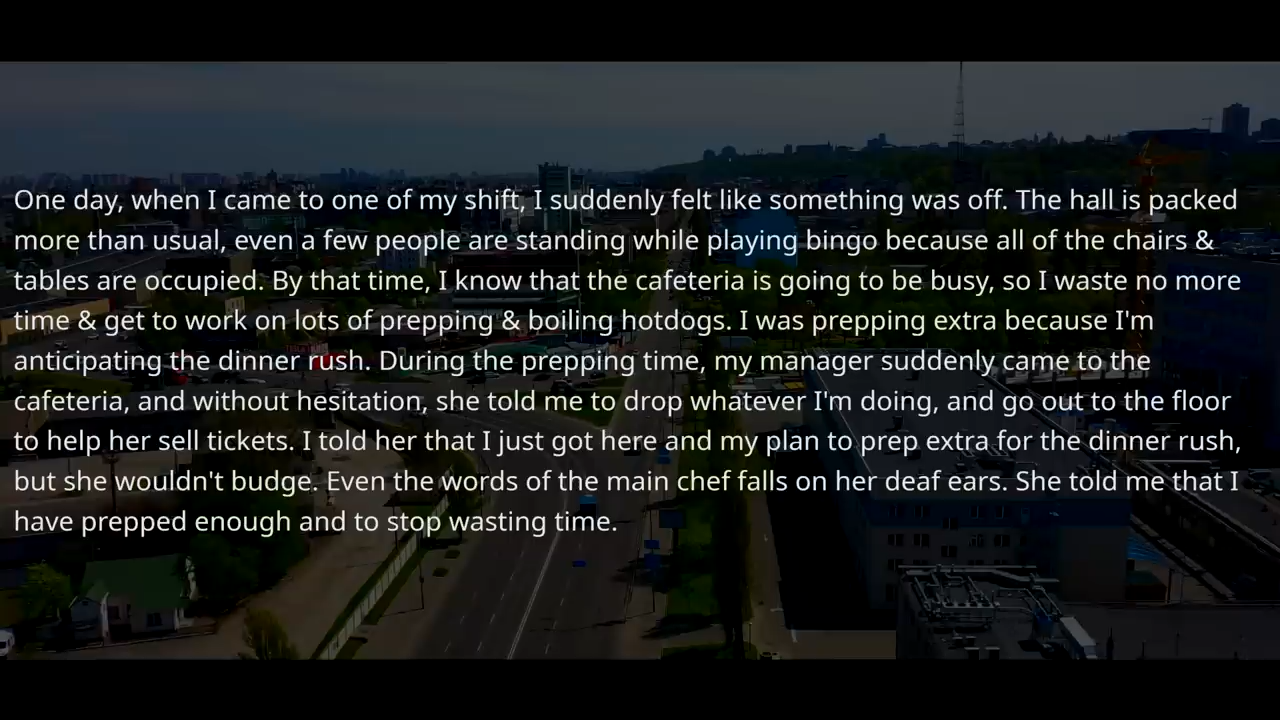 One day, when I came to one of my shift, I suddenly felt like something was off. The hall is packed
more than usual, even a few people are standing while playing bingo because all of the chairs &
tables are occupied. By that time, I know that the cafeteria is going to be busy, so I waste no more
time & get to work on lots of prepping & boiling hotdogs. I was prepping extra because I'm
anticipating the dinner rush. During the prepping time, my manager suddenly came to the
cafeteria, and without hesitation, she told me to drop whatever I'm doing, and go out to the floor
to help her sell tickets. I told her that I just got here and my plan to prep extra for the dinner rush,
but she wouldn't budge. Even the words of the main chef falls on her deaf ears. She told me that I
have prepped enough and to stop wasting time.